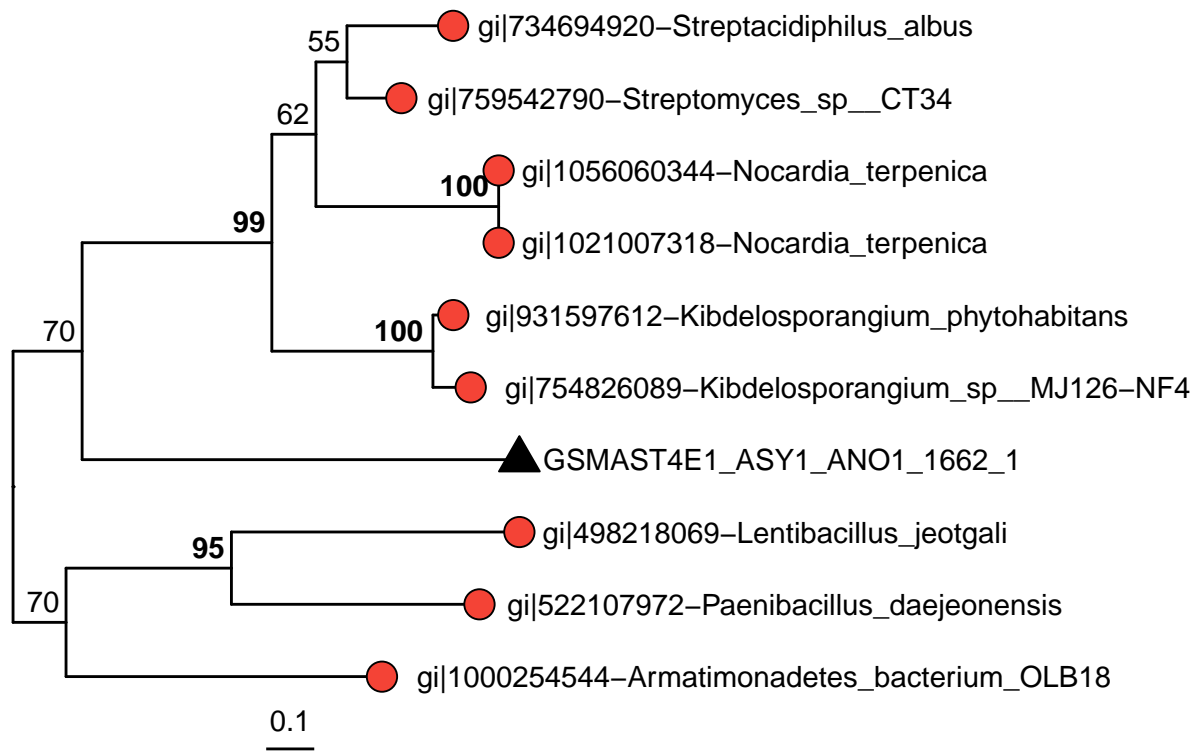 55
gi|734694920–Streptacidiphilus_albus
gi|759542790–Streptomyces_sp__CT34
62
100
gi|1056060344–Nocardia_terpenica
99
gi|1021007318–Nocardia_terpenica
gi|931597612–Kibdelosporangium_phytohabitans
70
100
gi|754826089–Kibdelosporangium_sp__MJ126–NF4
GSMAST4E1_ASY1_ANO1_1662_1
gi|498218069–Lentibacillus_jeotgali
95
70
gi|522107972–Paenibacillus_daejeonensis
gi|1000254544–Armatimonadetes_bacterium_OLB18
0.1